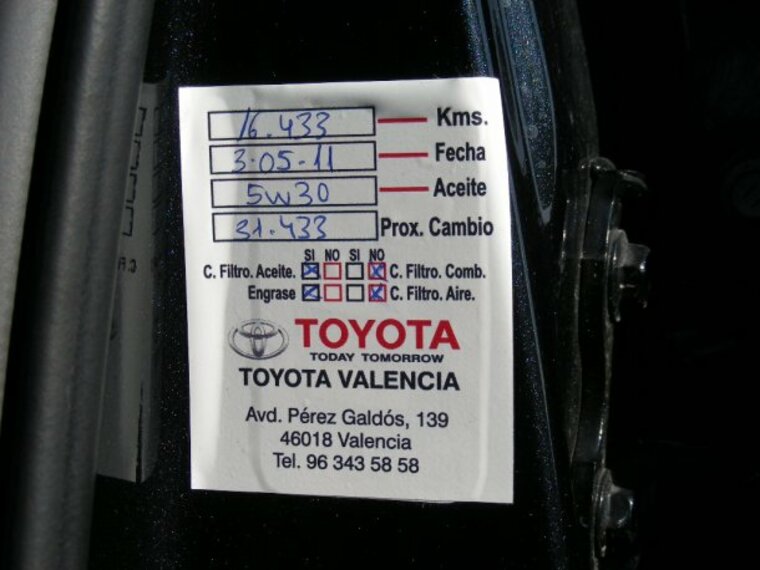 16.433 Kms.
3-05-11 Fecha
5W30 Aceite
31.433 Prox. Cambio
SI NO SI NO
C. Filtro. Aceite. C. Filtro. Comb.
Engrase C. Filtro. Aire.
TOYOTA
TODAY TOMORROW
TOYOTA VALENCIA
Avd. Pérez Galdós, 139
46018 Valencia
Tel. 96 343 58 58